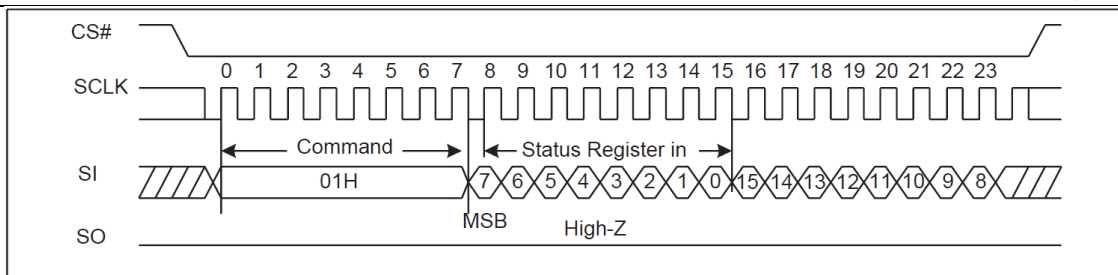 CS#
0 1 2 3 4 5 6 7 8 9 10 11 12 13 14 15 16 17 18 19 20 21 22 23
SCLK
Command Status Register in
SI 01H 7 6 5 4 3 2 1 0 15 14 13 12 11 10 9 8
MSB
SO High-Z